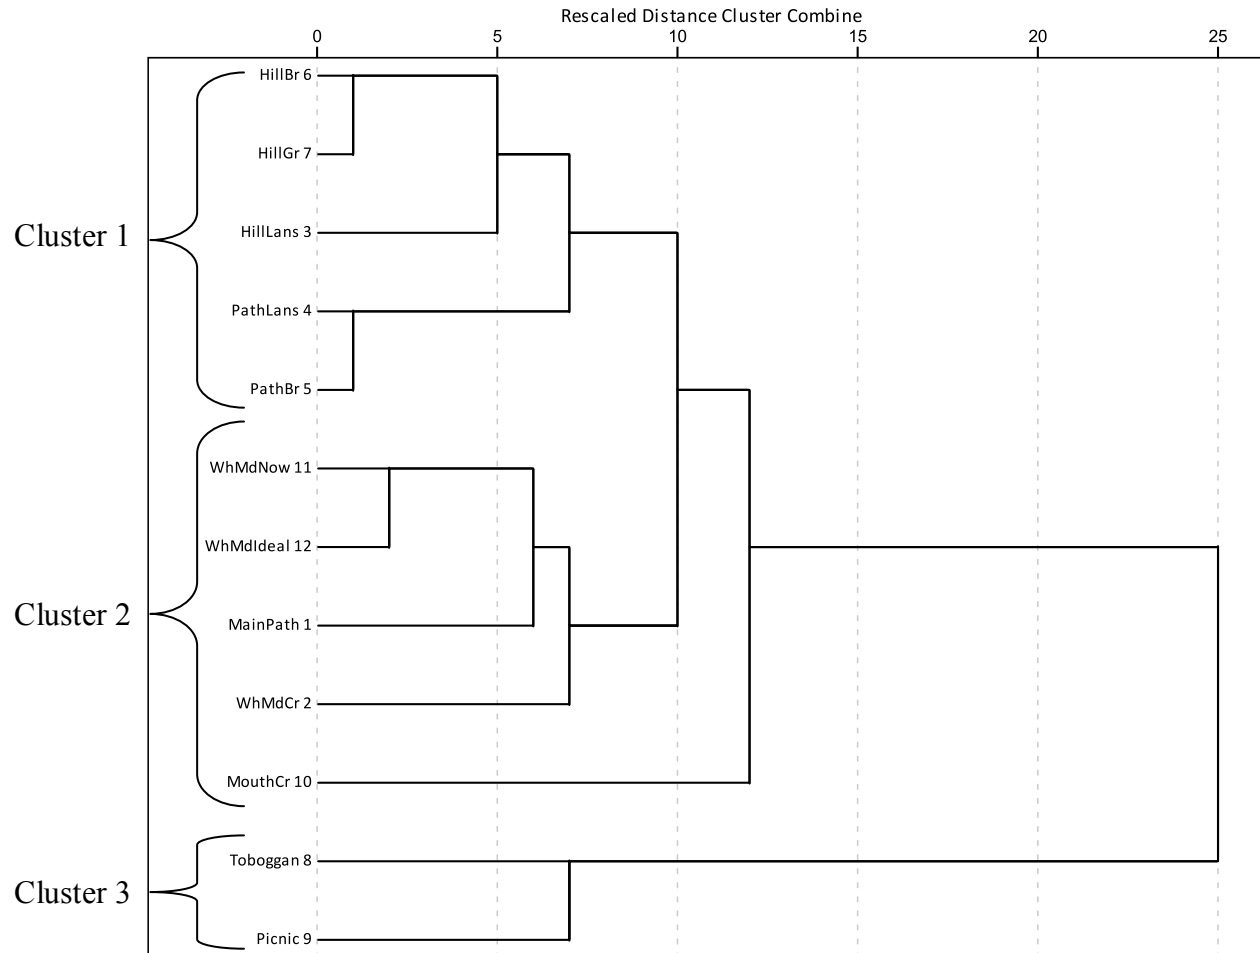 Rescaled Distance Cluster Combine
0 5 10 15 20 25
HillBr 6
HillGr 7
Cluster 1
HillLans 3
PathLans 4
PathBr 5
WhMdNow 11
WhMdIdeal 12
Cluster 2
MainPath 1
WhMdCr 2
MouthCr 10
Toboggan 8
Cluster 3
Picnic 9